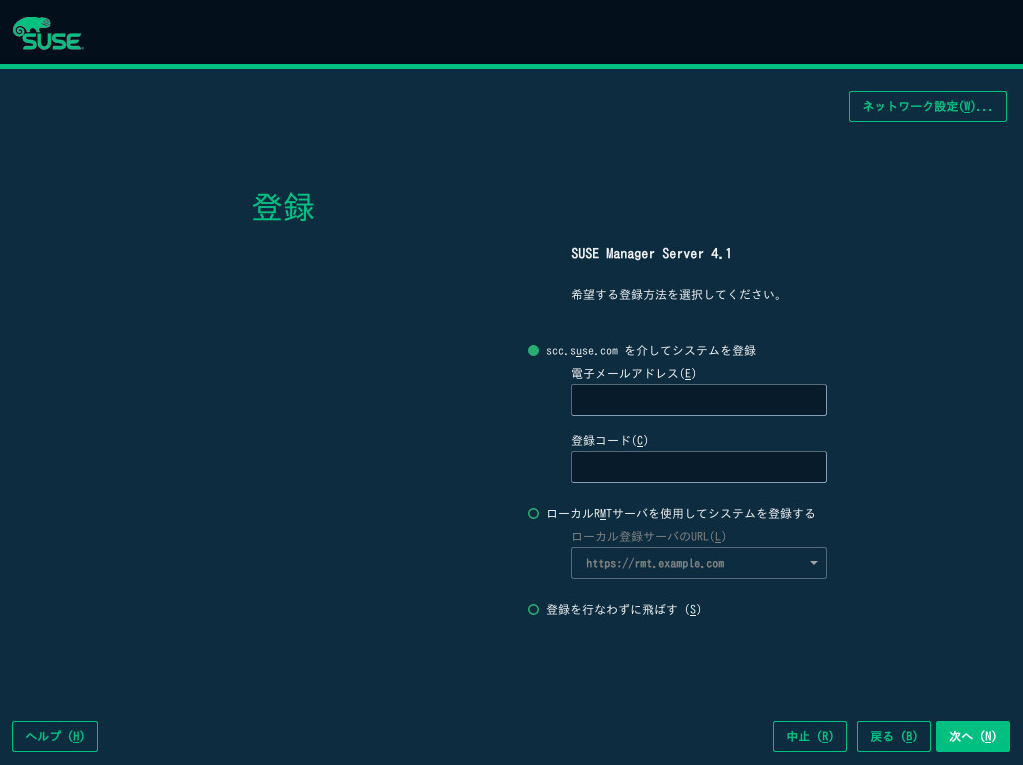 SUSE
ネットワーク設定(W)...
登録
SUSE Manager Server 4.1
希望する登録方法を選択してください。
scc.suse.com を介してシステムを登録
電子メールアドレス(E)
登録コード(C)
ローカルRMTサーバを使用してシステムを登録する
ローカル登録サーバのURL(L)
https://rmt.example.com
登録を行なわずに飛ばす (S)
ヘルプ (H)
中止 (R)
戻る (B)
次へ (N)